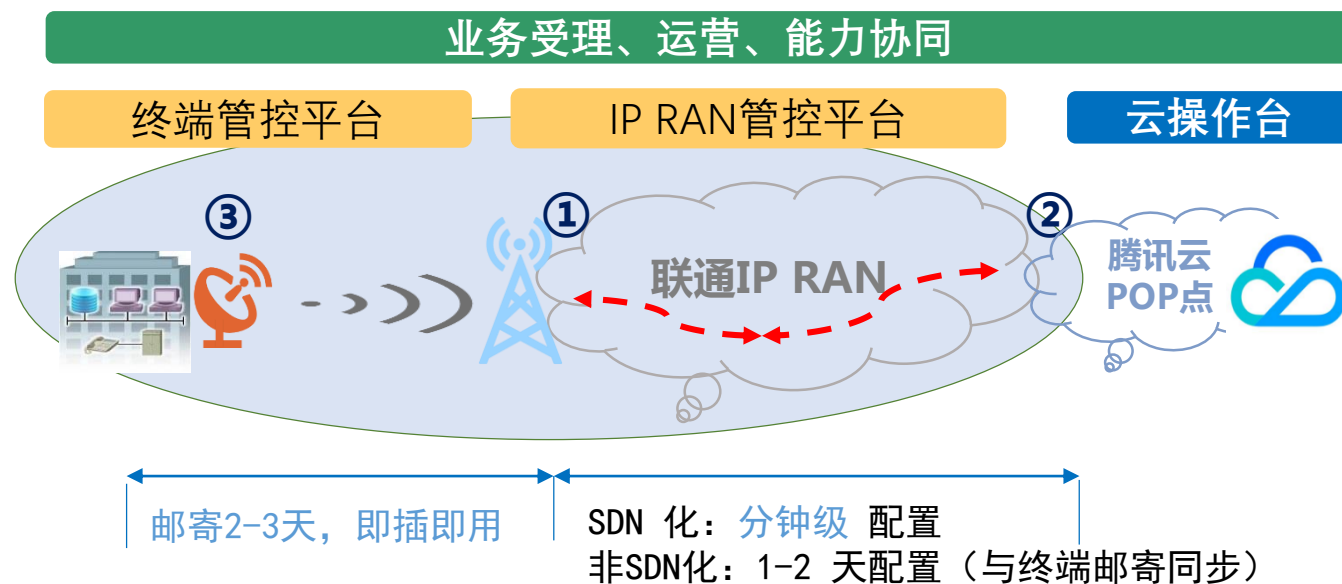 业务受理、运营、能力协同
终端管控平台
IP RAN管控平台
云操作台
③
①
②
联通IP RAN
腾讯云
POP点
邮寄2-3天，即插即用
SDN 化：分钟级 配置
非SDN化：1-2 天配置（与终端邮寄同步）